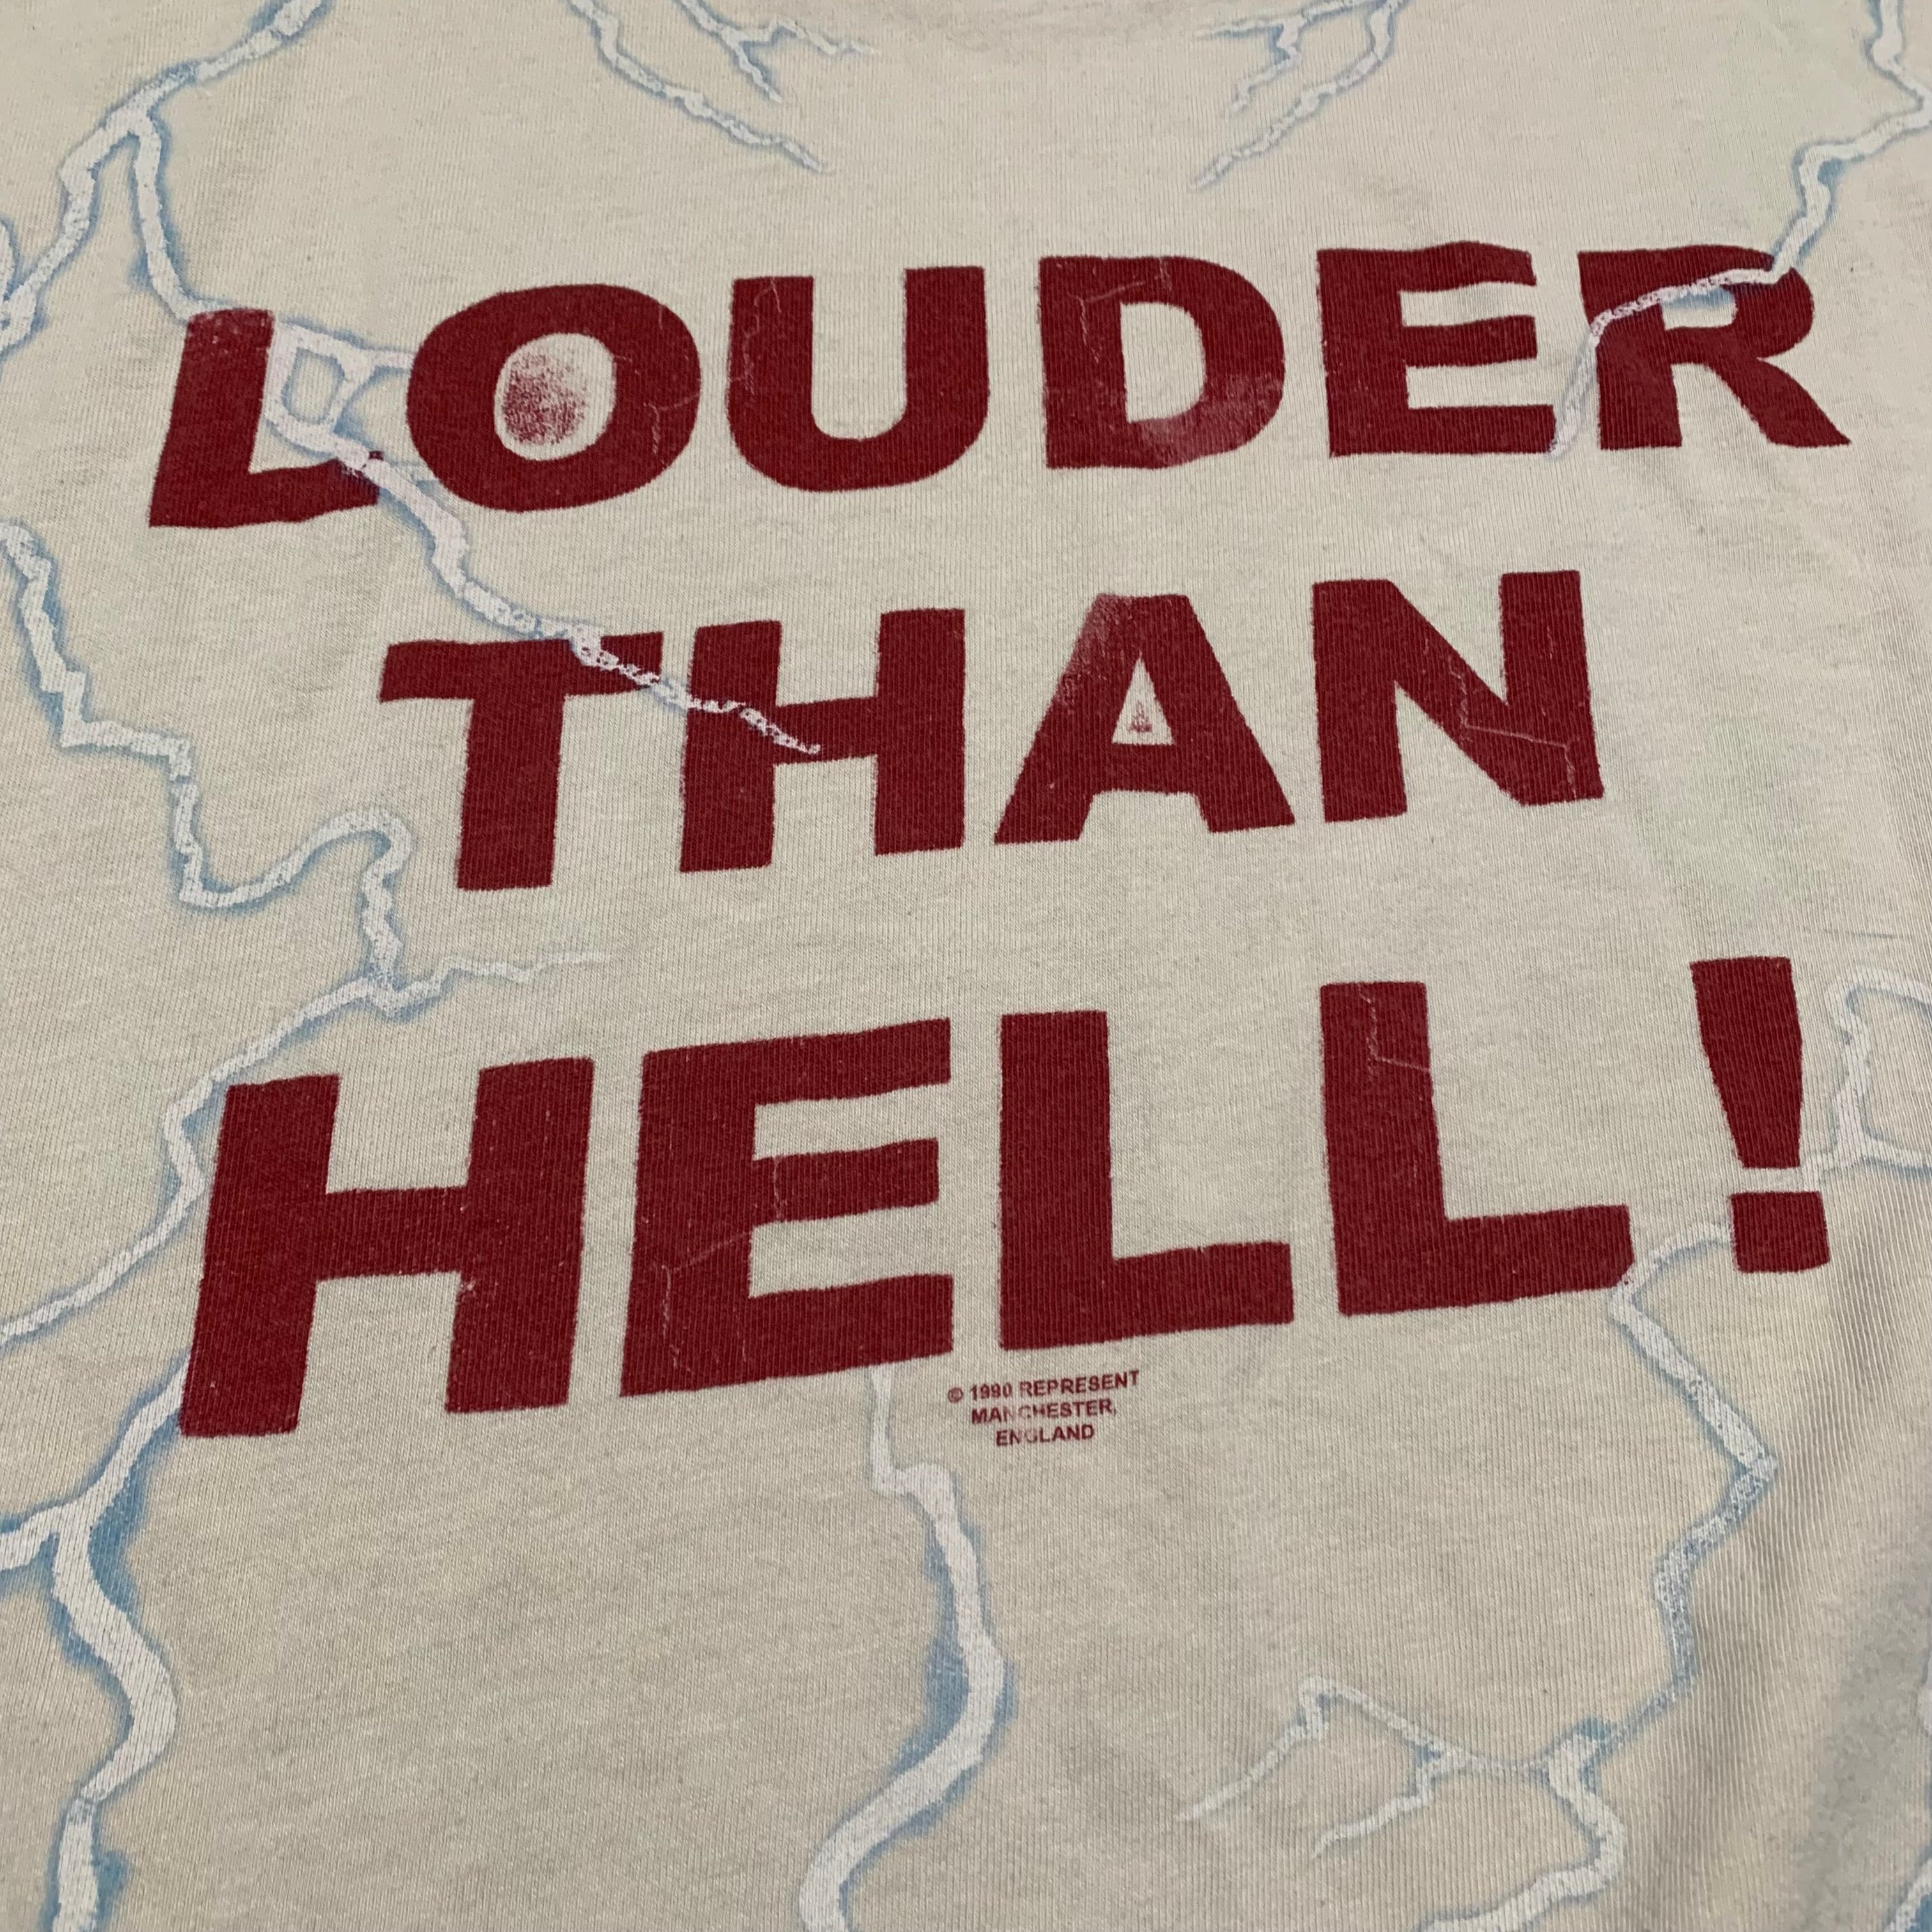 LOUDER
THAN
HELL!
© 1990 REPRESENT
MANCHESTER,
ENGLAND